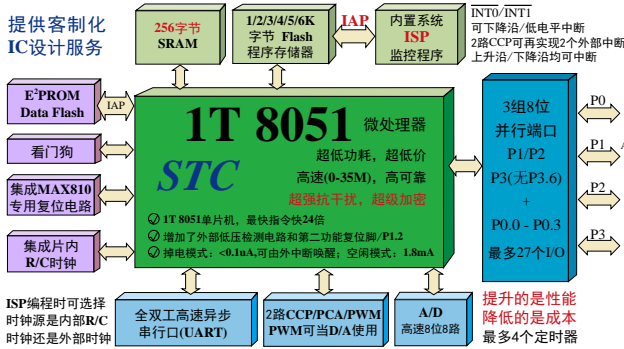 提供客制化
IC设计服务
256字节
SRAM
1/2/3/4/5/6K
字节 Flash
程序存储器
IAP
内置系统
ISP
监控程序
INT0/INT1
可下降沿/低电平中断
2路CCP可再实现2个外部中断
上升沿/下降沿均可中断
E²PROM
Data Flash
IAP
看门狗
集成MAX810
专用复位电路
集成片内
R/C时钟
1T 8051 微处理器
STC
超低功耗，超低价
高速(0-35M)，高可靠
超强抗干扰，超级加密
1T 8051单片机，最快指令快24倍
增加了外部低压检测电路和第二功能复位脚/P1.2
掉电模式：<0.1uA,可由外中断唤醒；空闲模式：1.8mA
3组8位
并行端口
P1/P2
P3(无P3.6)
+
P0.0 - P0.3
最多27个I/O
P0
P1
P2
P3
ISP编程时可选择
时钟源是内部R/C
时钟还是外部时钟
全双工高速异步
串行口(UART)
2路CCP/PCA/PWM
PWM可当D/A使用
A/D
高速8位8路
提升的是性能
降低的是成本
最多4个定时器